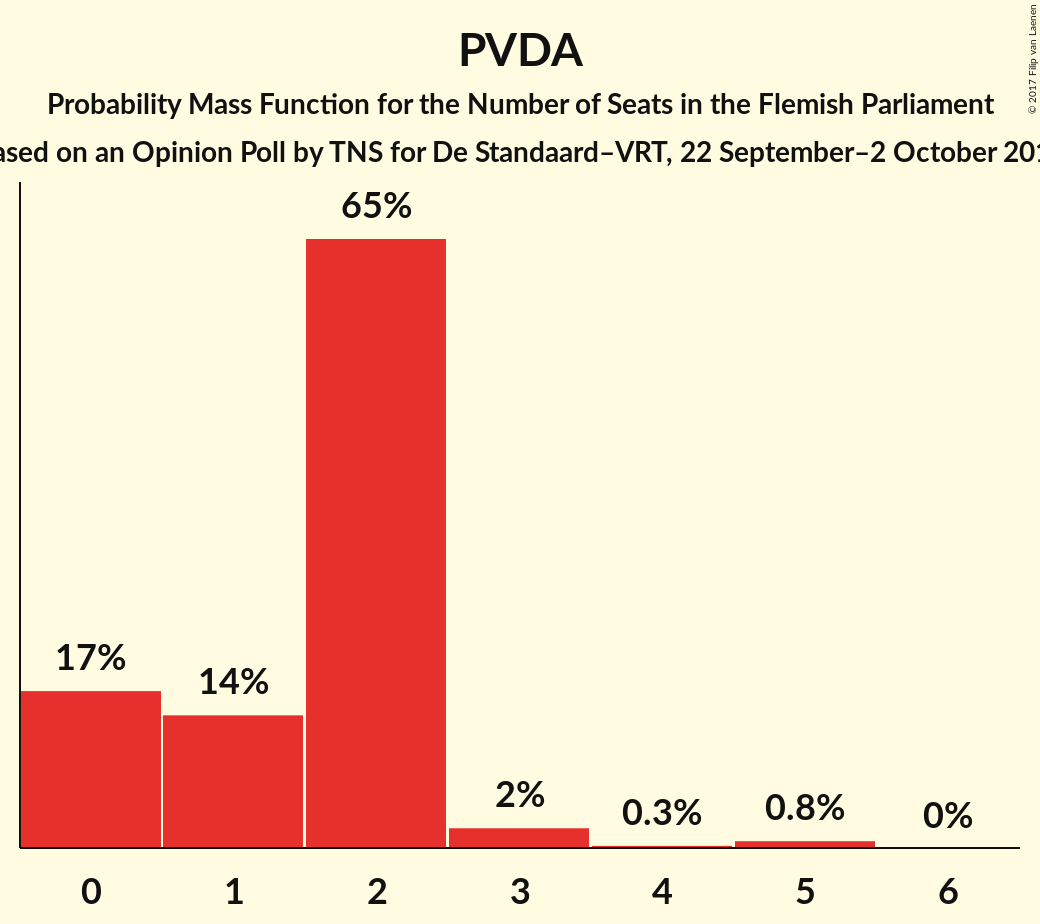 PVDA
Probability Mass Function for the Number of Seats in the Flemish Parliament
on an Opinion Poll by TNS for De Standaard–VRT, 22 September–2 October
65%
17%
14%
2%
0.3%
0.8%
0%
0 1 2 3 4 5 6
© 2017 Filip van Laenen